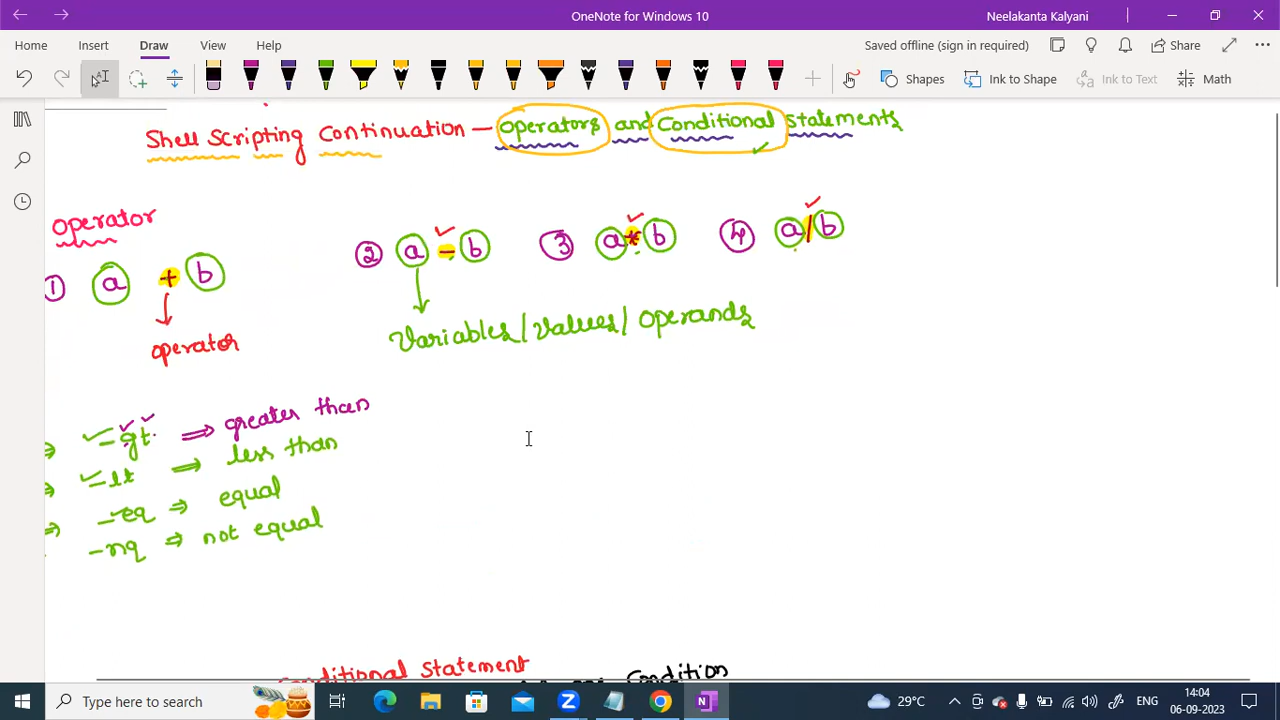 OneNote for Windows 10
Neelakanta Kalyani
Home Insert Draw View Help
Saved offline (sign in required)
Share
Shapes
Ink to Shape
Ink to Text
Math
Shell Scripting Continuation — Operators and Conditional statements
Operator
① a + b
② a - b ③ a * b ④ a / b
operator
Variables / Values / Operands
-gt ⇒ greater than
-lt ⇒ less than
-eq ⇒ equal
-nq ⇒ not equal
Conditional Statement
Condition
Type here to search
29°C
ENG
14:04
06-09-2023